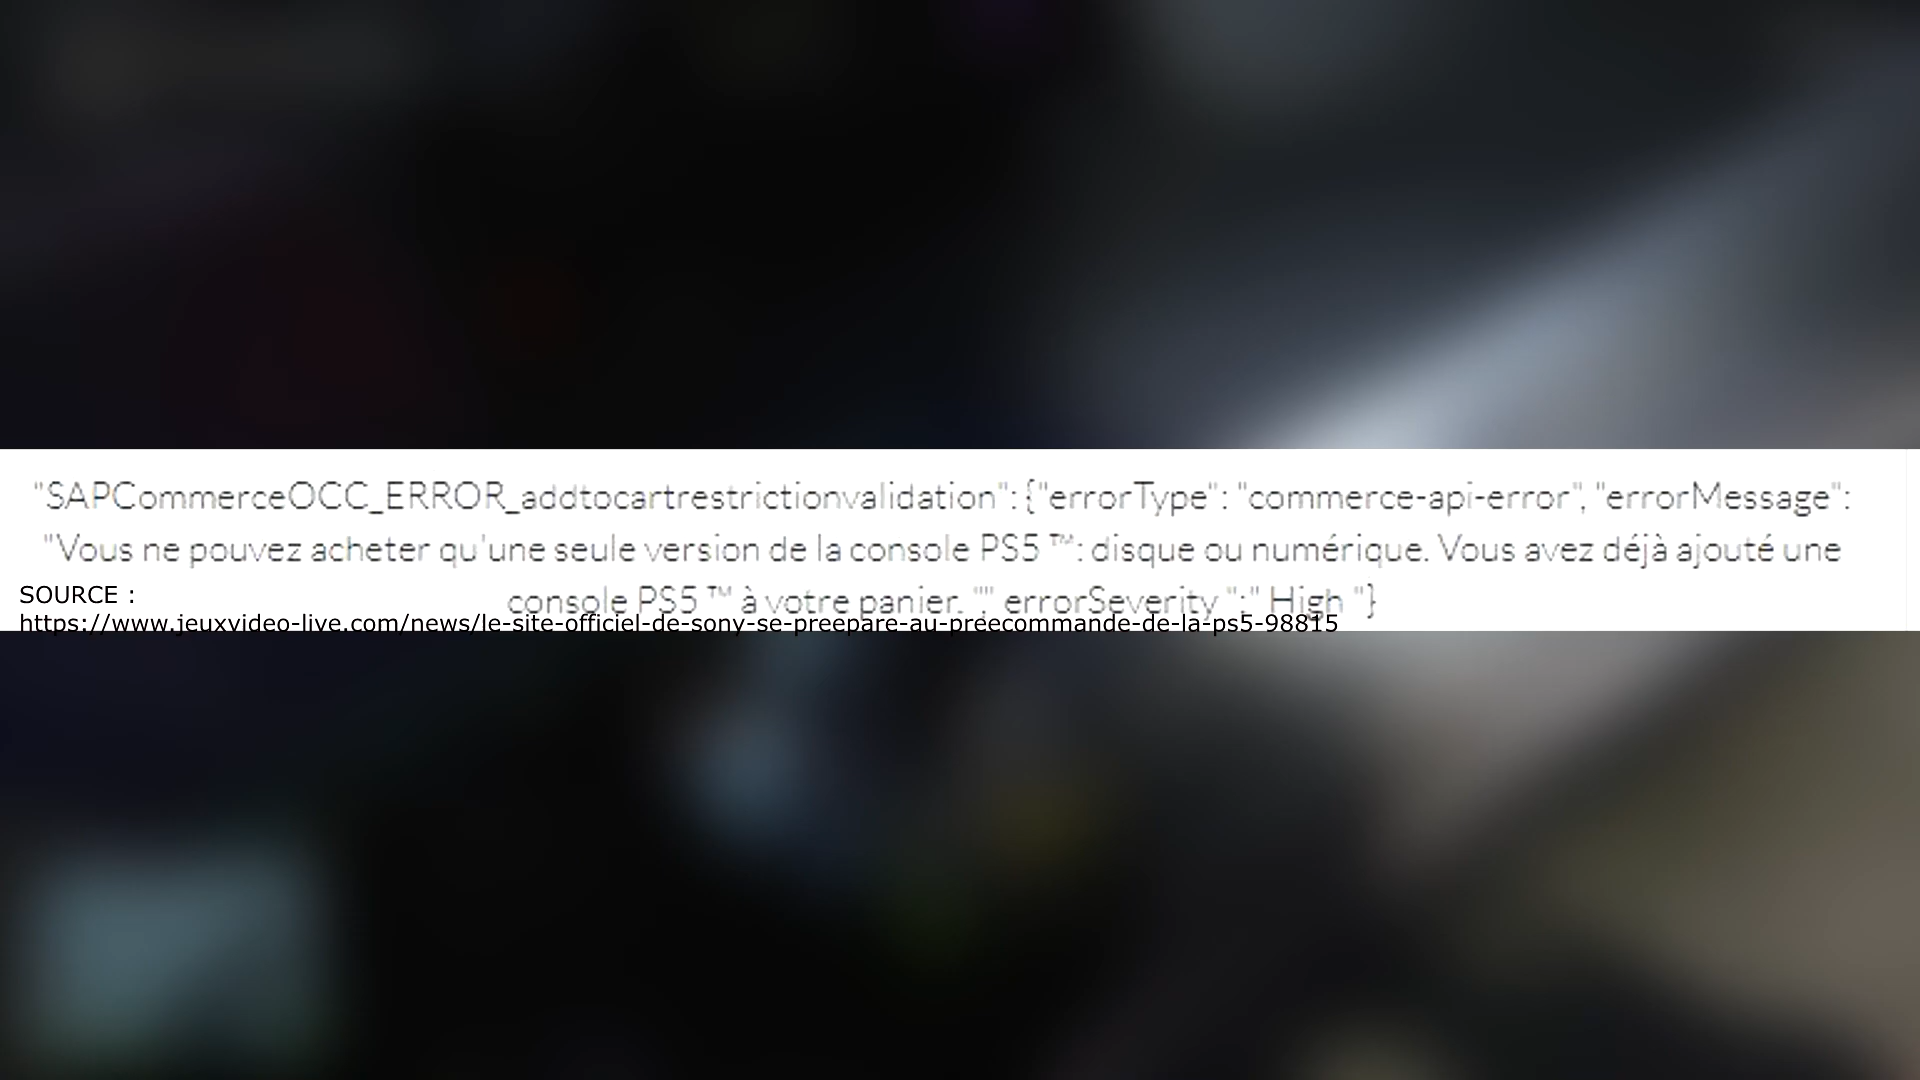 "SAPCommerceOCC_ERROR_addtocartrestrictionvalidation": {"errorType": "commerce-api-error", "errorMessage":
"Vous ne pouvez acheter qu'une seule version de la console PS5 ™: disque ou numérique. Vous avez déjà ajouté une
console PS5 ™ à votre panier. "," errorSeverity ":" High "}
SOURCE :
https://www.jeuxvideo-live.com/news/le-site-officiel-de-sony-se-preepare-au-preecommande-de-la-ps5-98815